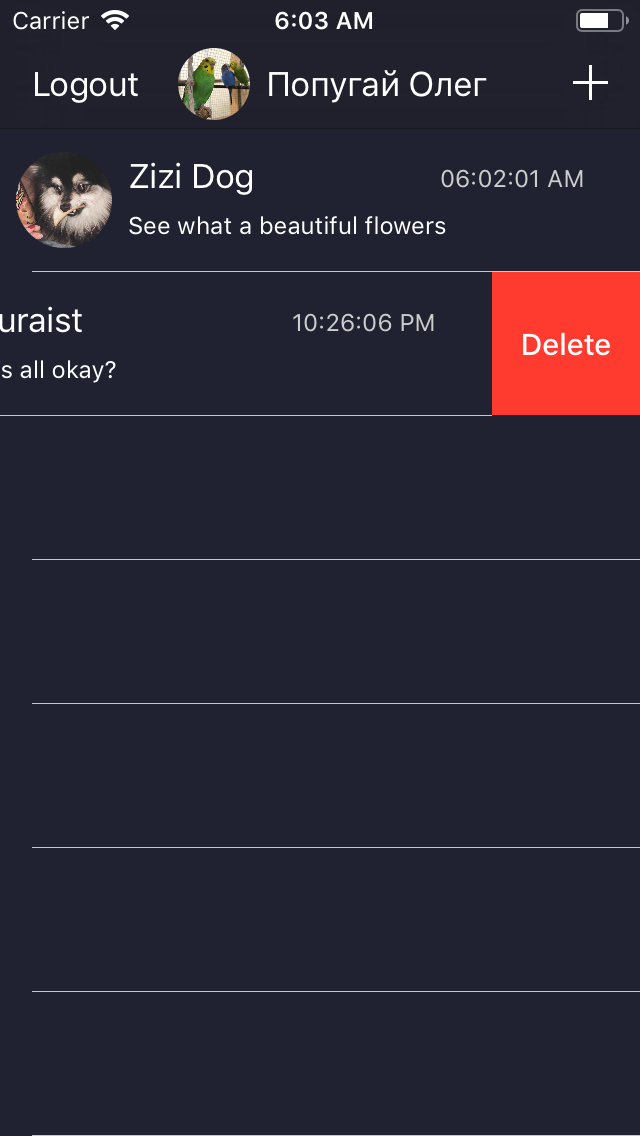 Carrier 6:03 AM
Logout Попугай Олег
Zizi Dog 06:02:01 AM
See what a beautiful flowers
uraist 10:26:06 PM
s all okay? Delete